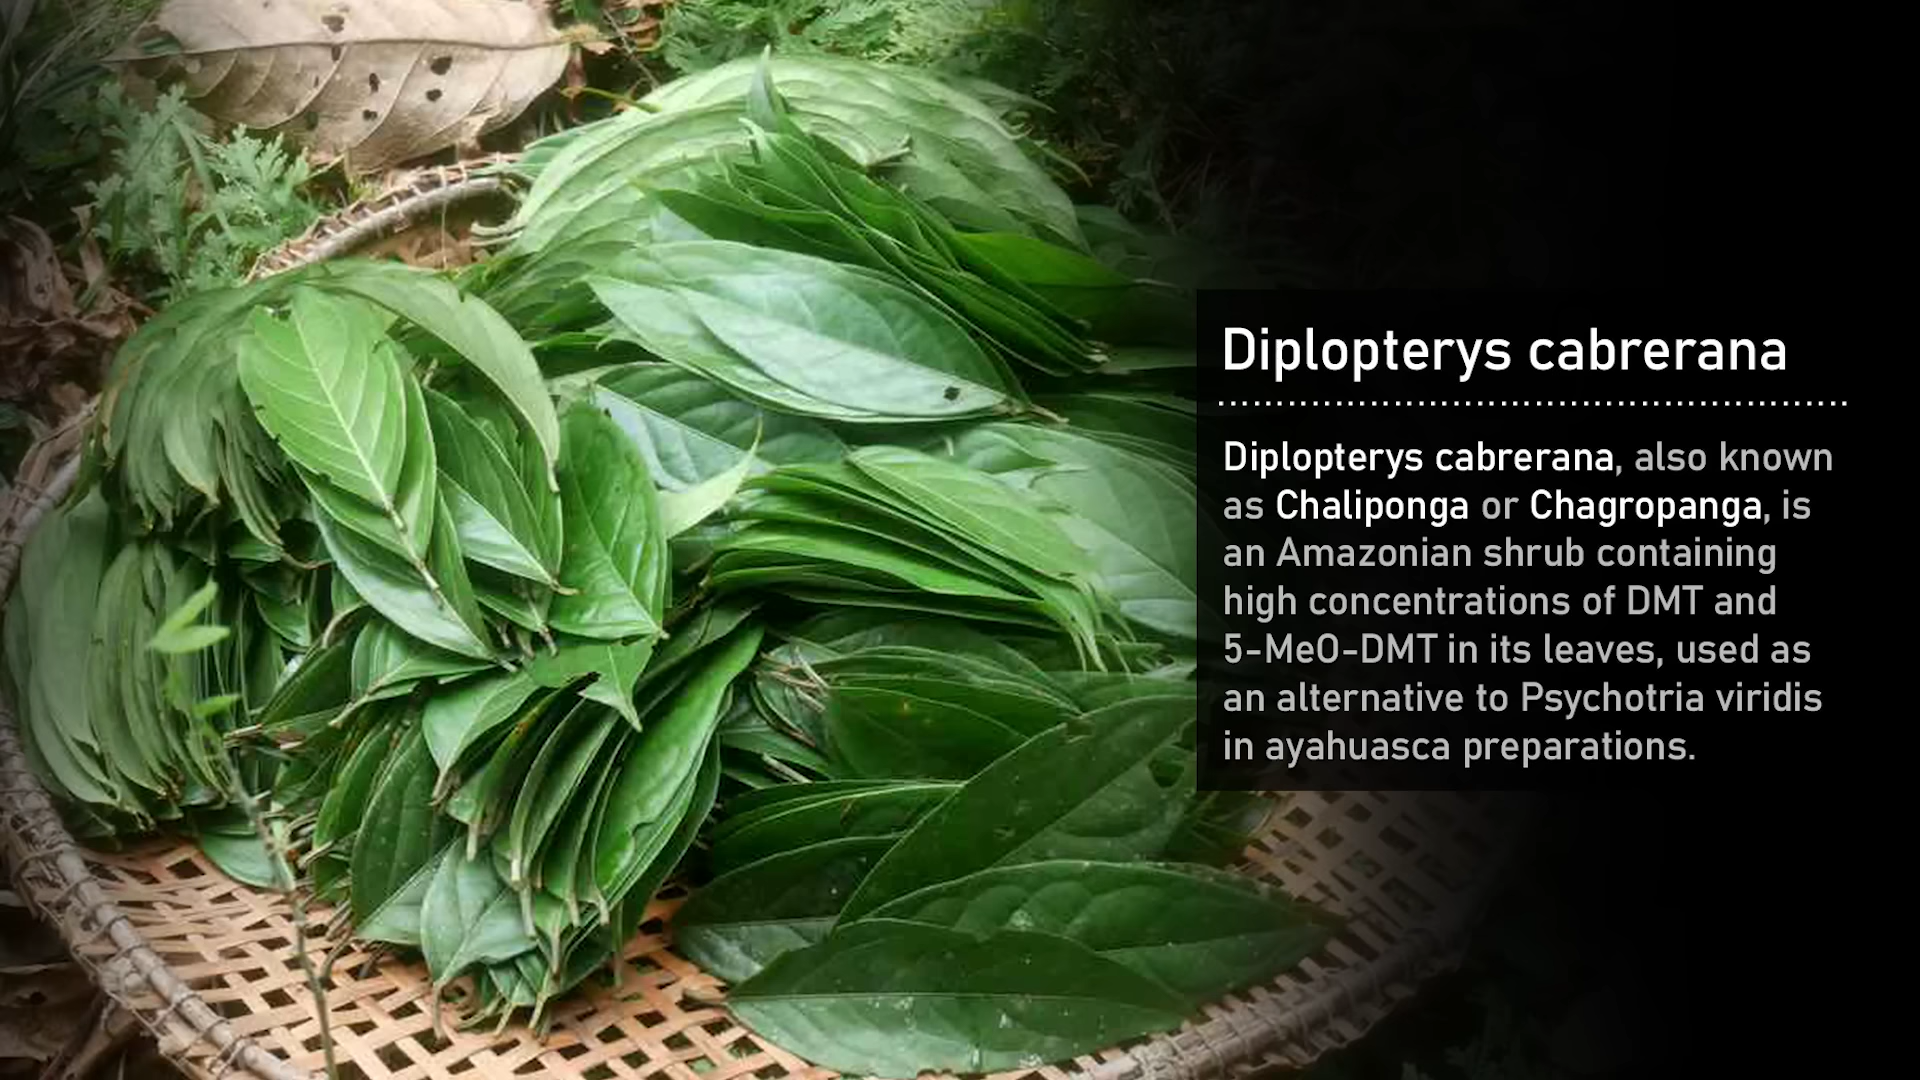 Diplopterys cabrerana
Diplopterys cabrerana, also known
as Chaliponga or Chagropanga, is
an Amazonian shrub containing
high concentrations of DMT and
5-MeO-DMT in its leaves, used as
an alternative to Psychotria viridis
in ayahuasca preparations.